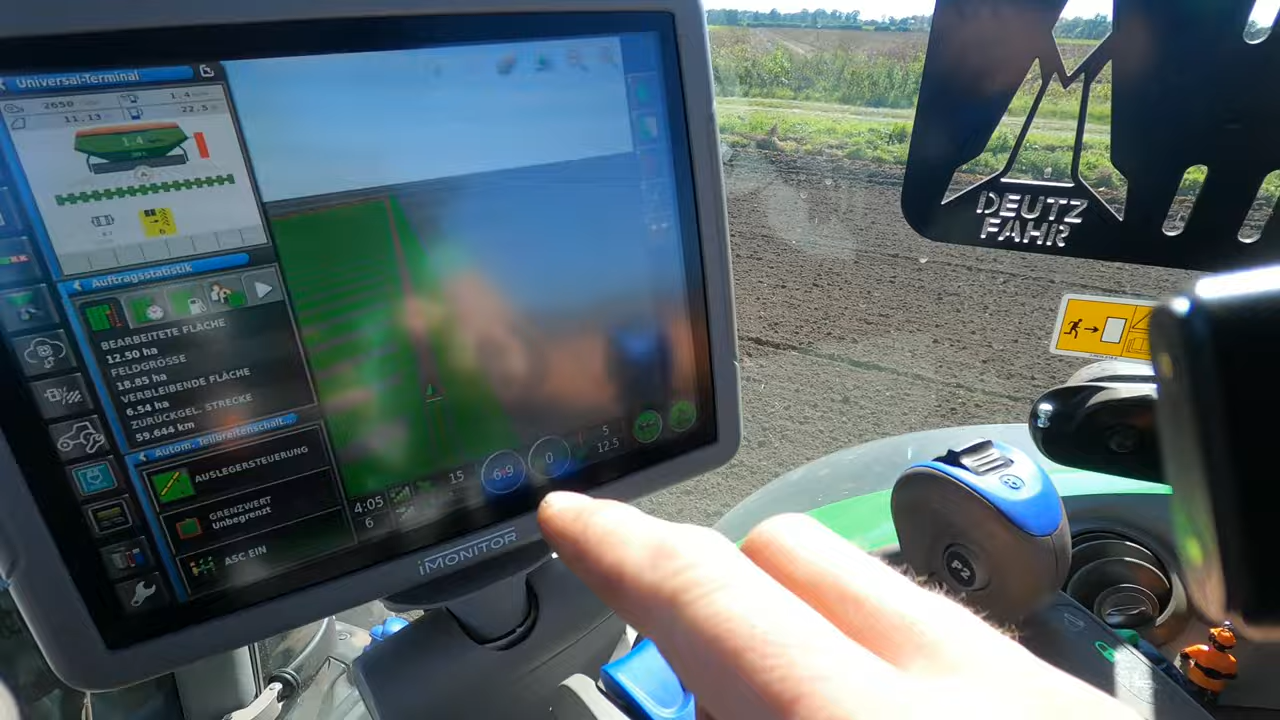 Universal-Terminal
2650
1.4
11.13
22.5
1.4
6
Auftragsstatistik
BEARBEITETE FLÄCHE
12.50 ha
FELDGRÖSSE
18.85 ha
VERBLEIBENDE FLÄCHE
6.54 ha
ZURÜCKGEL. STRECKE
59.644 km
Autom. Teilbreitenschalt...
AUSLEGERSTEUERUNG
GRENZWERT
Unbegrenzt
ASC EIN
4:05
6
15
6.9
0
5
12.5
iMONITOR
DEUTZ
FAHR
P2